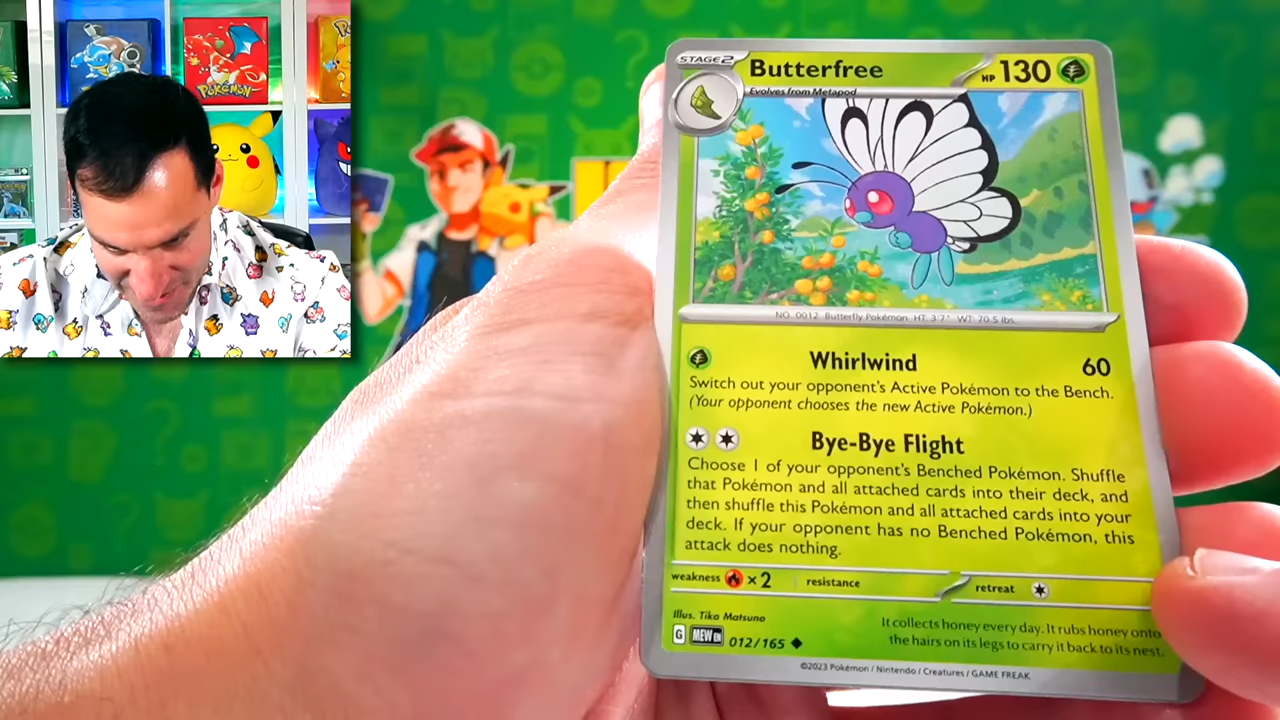 POKÉMON
STAGE 2
Butterfree
HP 130
Evolves from Metapod
NO. 0012 Butterfly Pokémon HT: 3'7" WT: 70.5 lbs.
Whirlwind 60
Switch out your opponent's Active Pokémon to the Bench.
(Your opponent chooses the new Active Pokémon.)
Bye-Bye Flight
Choose 1 of your opponent's Benched Pokémon. Shuffle
that Pokémon and all attached cards into their deck, and
then shuffle this Pokémon and all attached cards into your
deck. If your opponent has no Benched Pokémon, this
attack does nothing.
weakness ×2 resistance retreat
Illus. Tika Matsuno
G MEW EN 012/165
It collects honey every day. It rubs honey onto
the hairs on its legs to carry it back to its nest.
©2023 Pokémon / Nintendo / Creatures / GAME FREAK